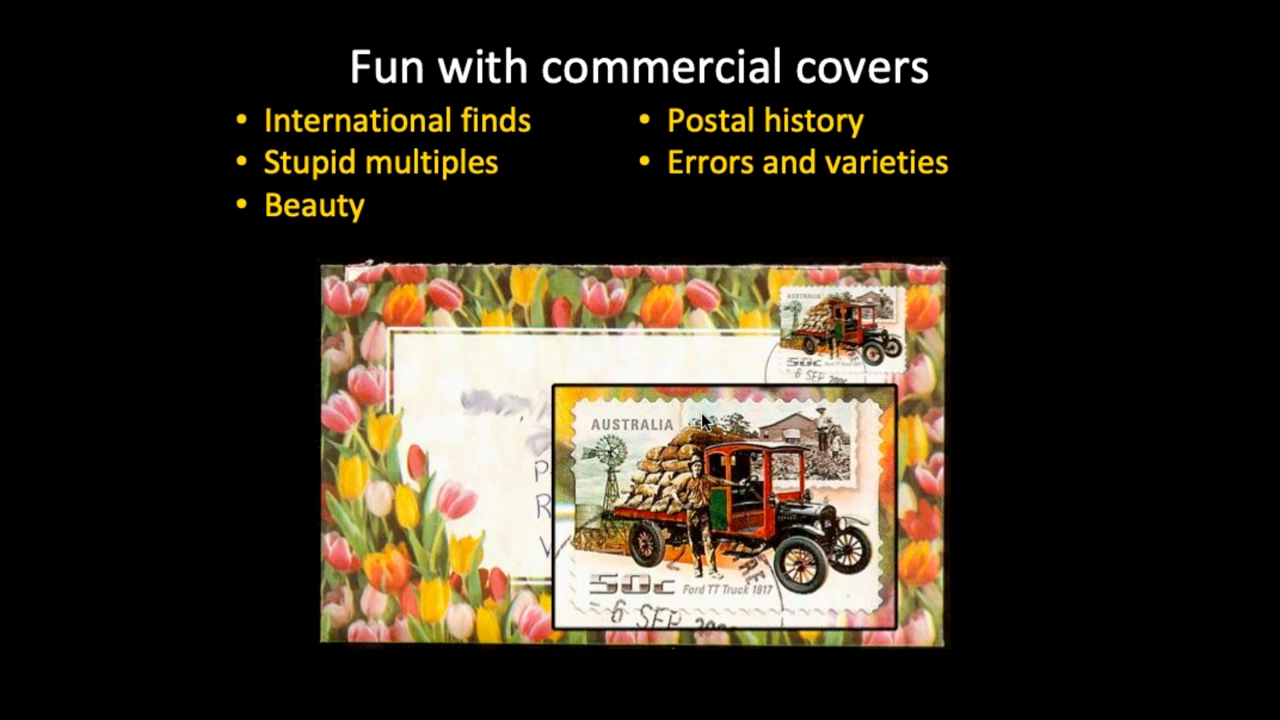 Fun with commercial covers
• International finds
• Stupid multiples
• Beauty
• Postal history
• Errors and varieties
AUSTRALIA
50c
6 SEP
AUSTRALIA
50c Ford TT Truck 1917
6 SEP
P
R
V